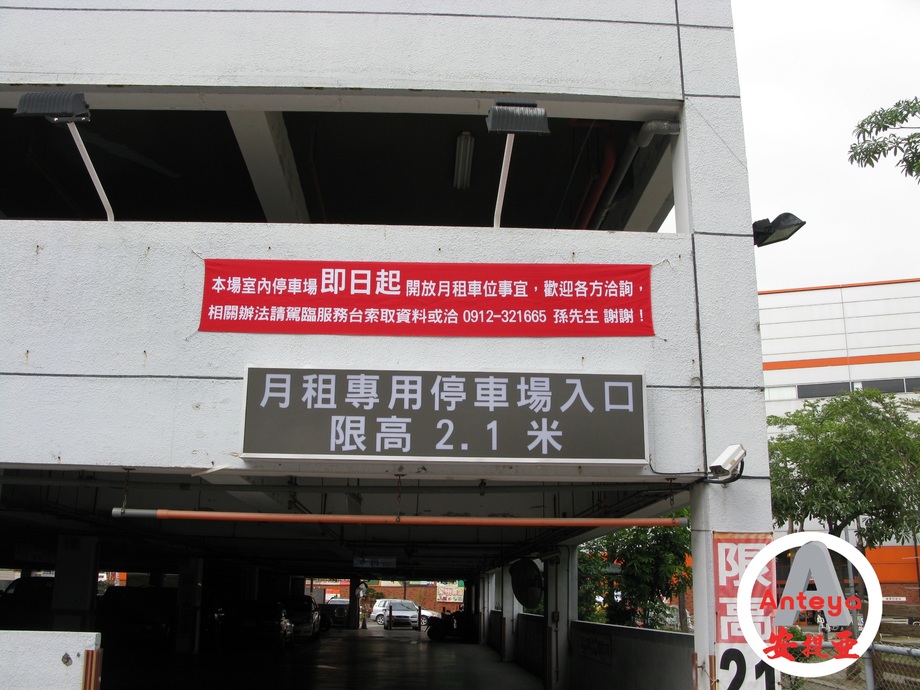 本場室內停車場即日起 開放月租車位事宜，歡迎各方洽詢，
相關辦法請駕臨服務台索取資料或洽 0912-321665 孫先生 謝謝！
月租專用停車場入口
限高 2.1 米
限
高
21
A
Anteya
安提亞